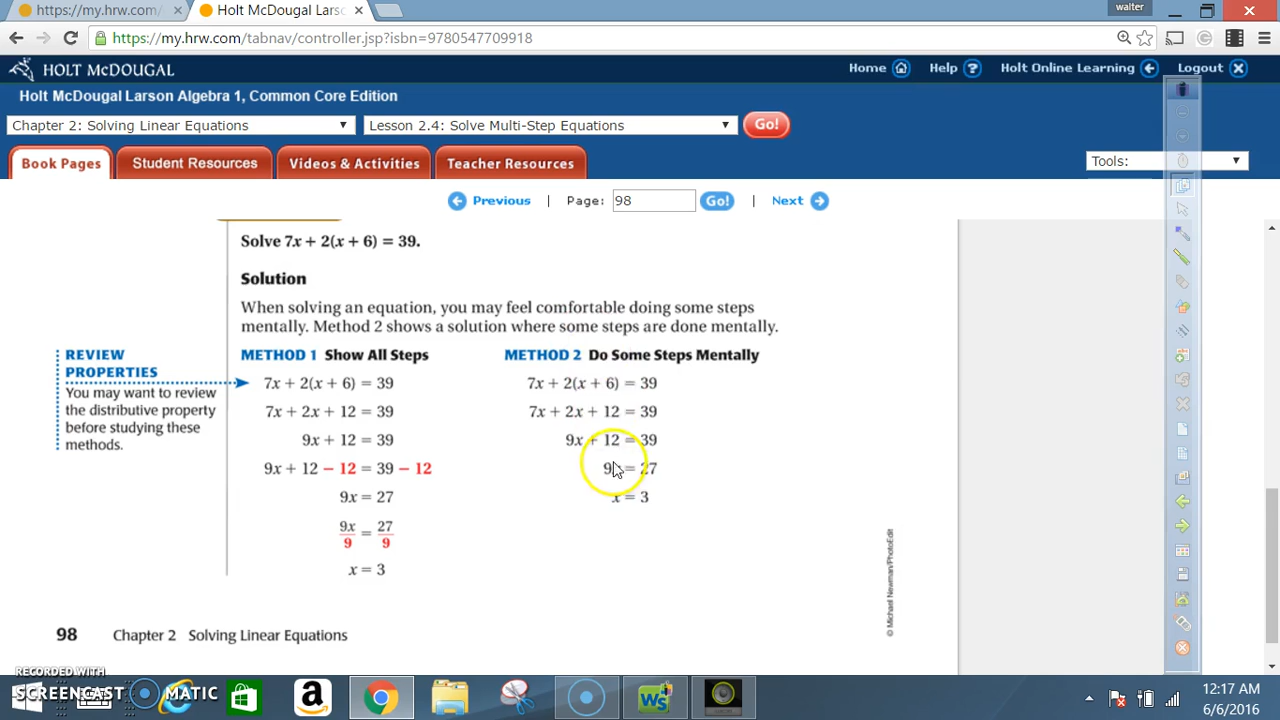 https://my.hrw.com/
Holt McDougal Larson Alge
walter
https://my.hrw.com/tabnav/controller.jsp?isbn=9780547709918
HOLT MCDOUGAL
Home
Help ?
Holt Online Learning
Logout
Holt McDougal Larson Algebra 1, Common Core Edition
Chapter 2: Solving Linear Equations
Lesson 2.4: Solve Multi-Step Equations
Go!
Book Pages
Student Resources
Videos & Activities
Teacher Resources
Tools:
Previous | Page: 98 Go! | Next
Solve 7x + 2(x + 6) = 39.
Solution
When solving an equation, you may feel comfortable doing some steps
mentally. Method 2 shows a solution where some steps are done mentally.
REVIEW
PROPERTIES
You may want to review
the distributive property
before studying these
methods.
METHOD 1 Show All Steps
7x + 2(x + 6) = 39
7x + 2x + 12 = 39
9x + 12 = 39
9x + 12 − 12 = 39 − 12
9x = 27
9x/9 = 27/9
x = 3
METHOD 2 Do Some Steps Mentally
7x + 2(x + 6) = 39
7x + 2x + 12 = 39
9x + 12 = 39
9x = 27
x = 3
© Michael Newman/PhotoEdit
98 Chapter 2 Solving Linear Equations
RECORDED WITH
SCREENCAST MATIC
12:17 AM
6/6/2016